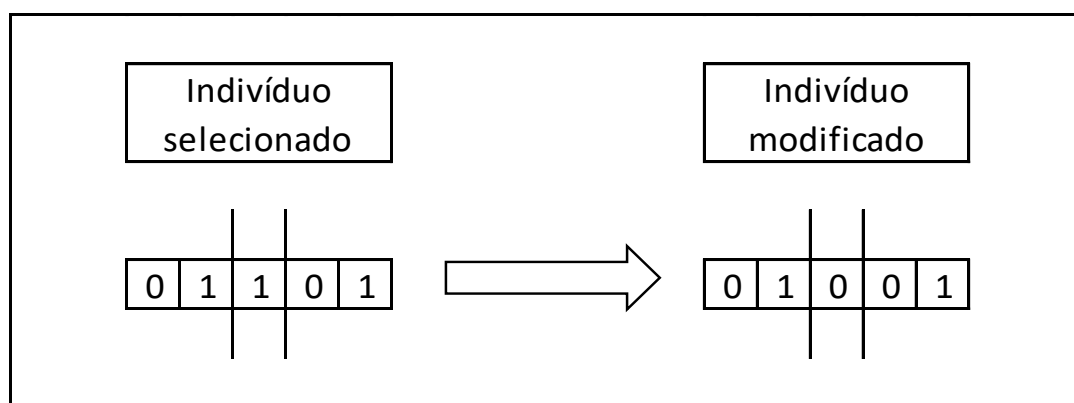 Indivíduo
selecionado
Indivíduo
modificado
0 1 1 0 1
0 1 0 0 1